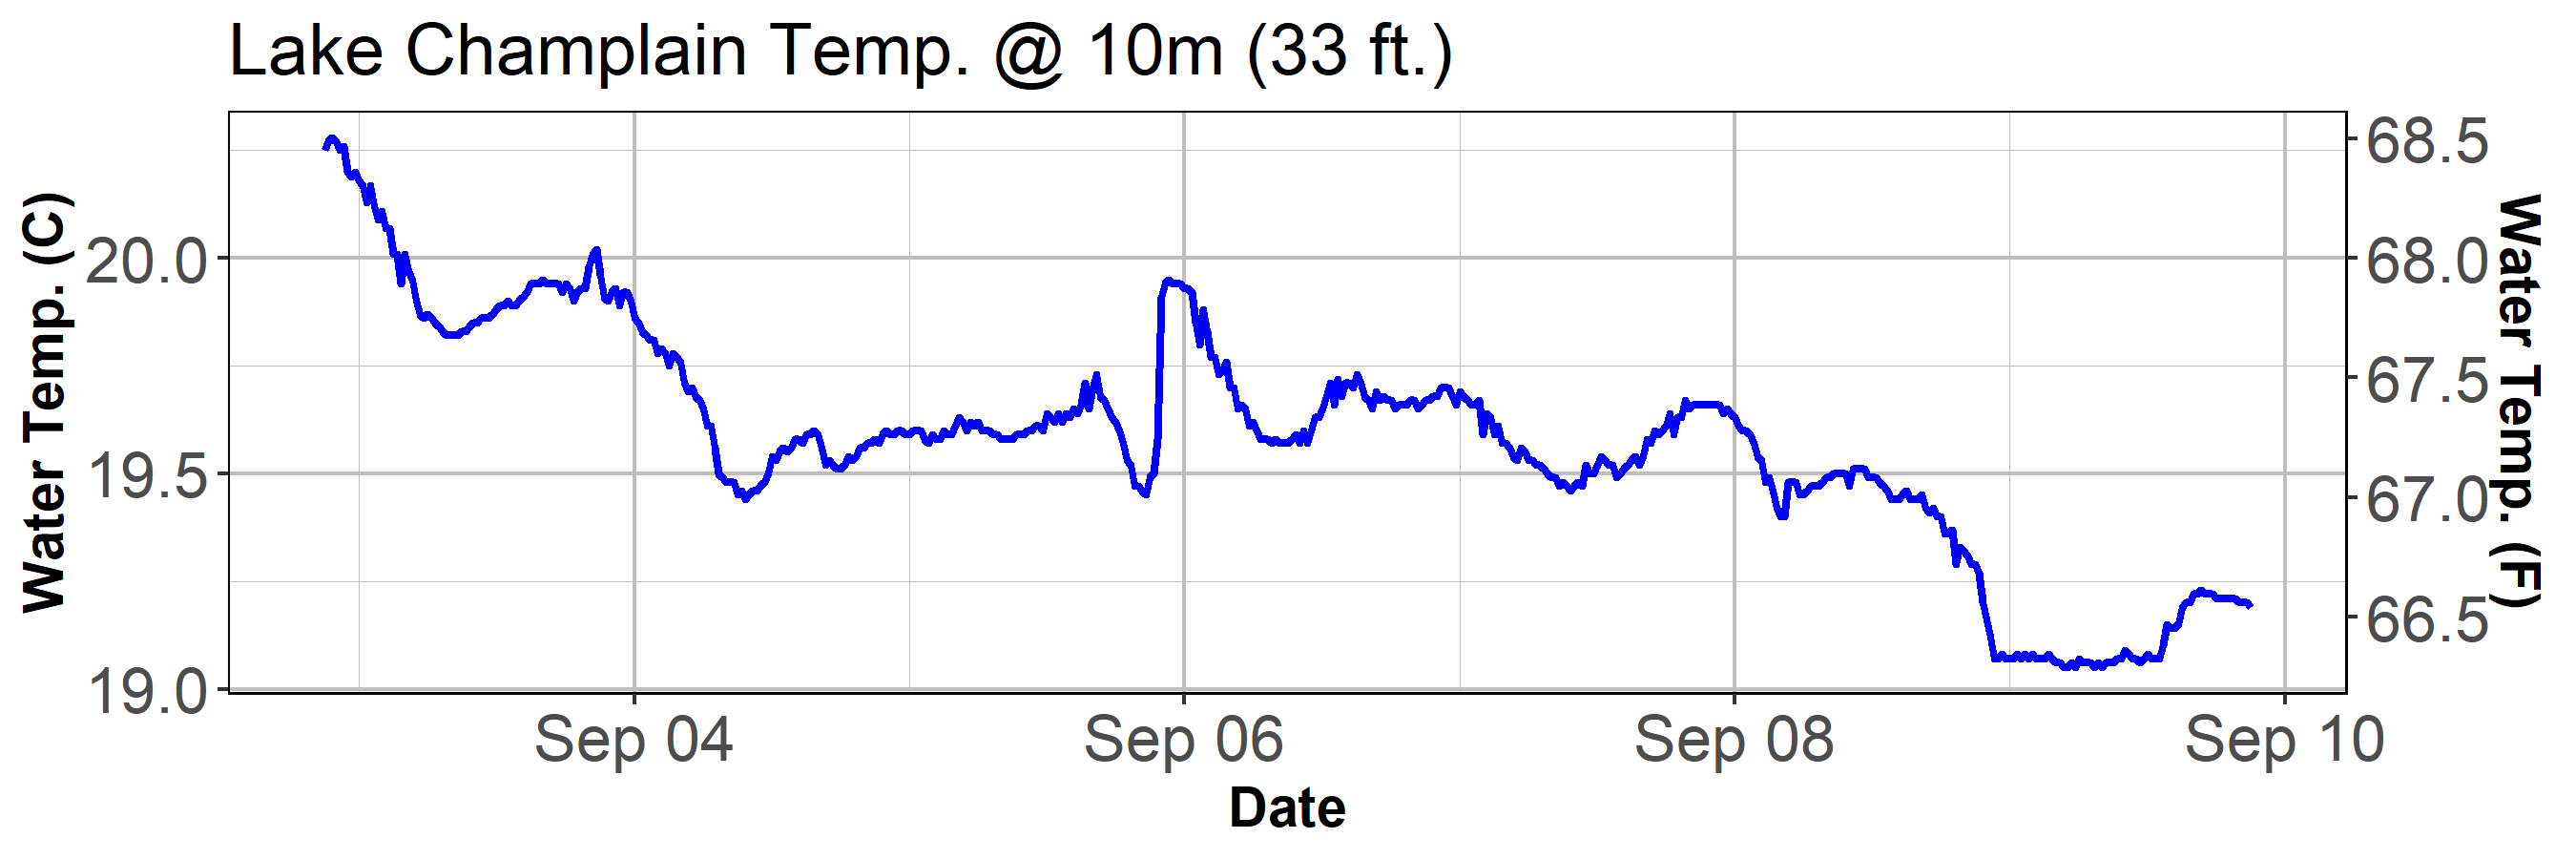 Lake Champlain Temp. @ 10m (33 ft.)
Water Temp. (C)
20.0
19.5
19.0
68.5
68.0
67.5
67.0
66.5
Water Temp. (F)
Sep 04 Sep 06 Sep 08 Sep 10
Date